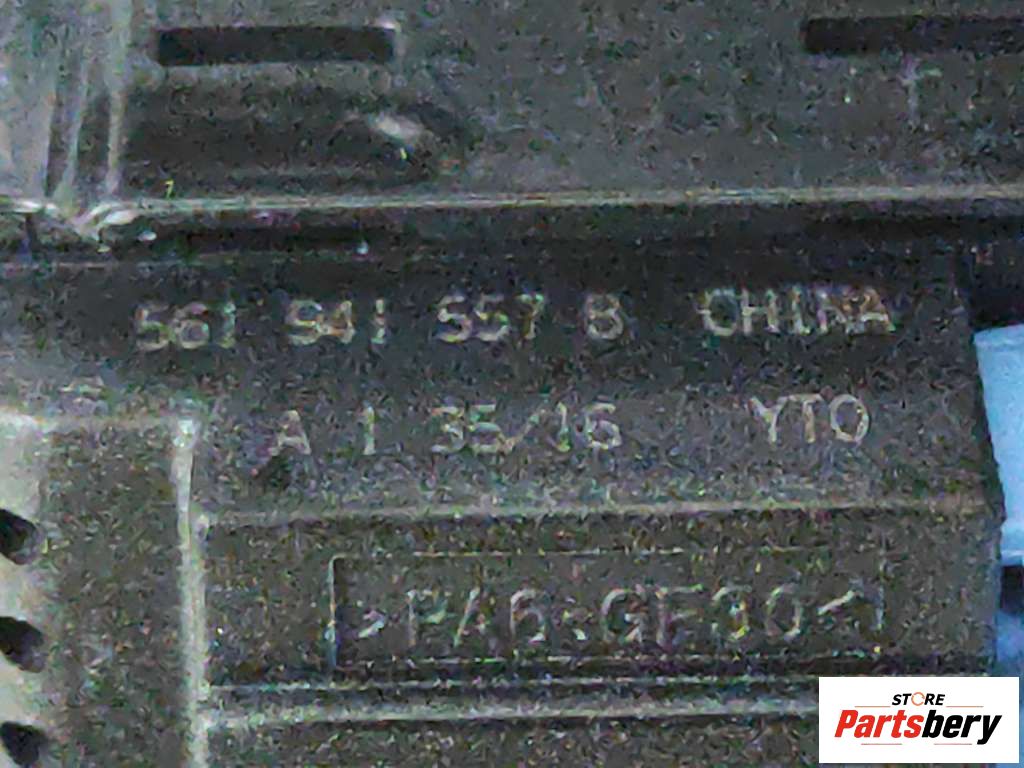 561 941 557 B CHINA
A 1 35/16 YTO
>PA6-GF30<
STORE
Partsbery